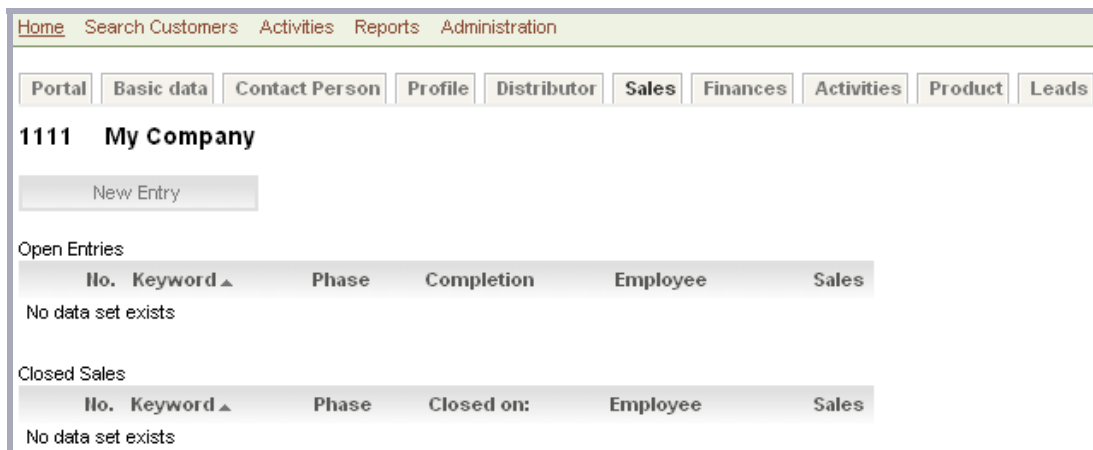 Home Search Customers Activities Reports Administration
Portal Basic data Contact Person Profile Distributor Sales Finances Activities Product Leads
1111 My Company
New Entry
Open Entries
No. Keyword Phase Completion Employee Sales
No data set exists
Closed Sales
No. Keyword Phase Closed on: Employee Sales
No data set exists